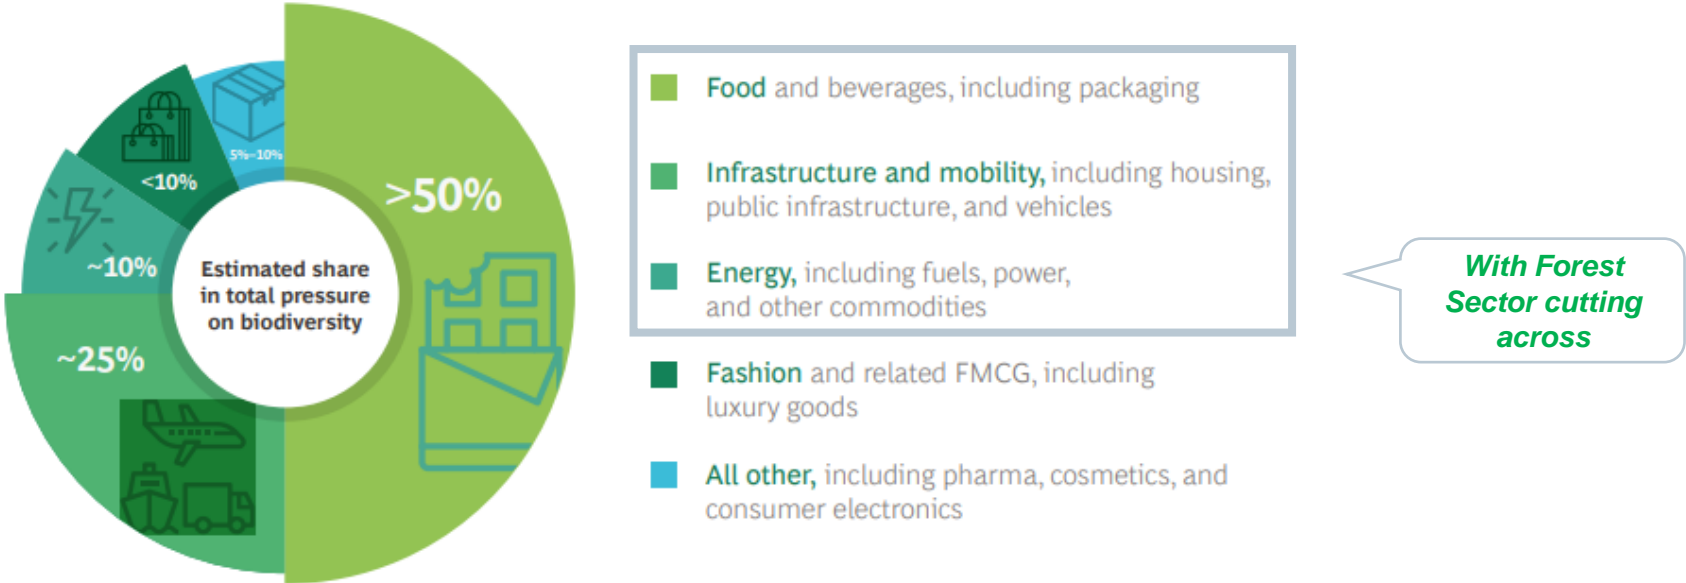 5%–10%
<10%
>50%
~10%
~25%
Estimated share
in total pressure
on biodiversity
Food and beverages, including packaging
Infrastructure and mobility, including housing,
public infrastructure, and vehicles
Energy, including fuels, power,
and other commodities
Fashion and related FMCG, including
luxury goods
All other, including pharma, cosmetics, and
consumer electronics
With Forest
Sector cutting
across